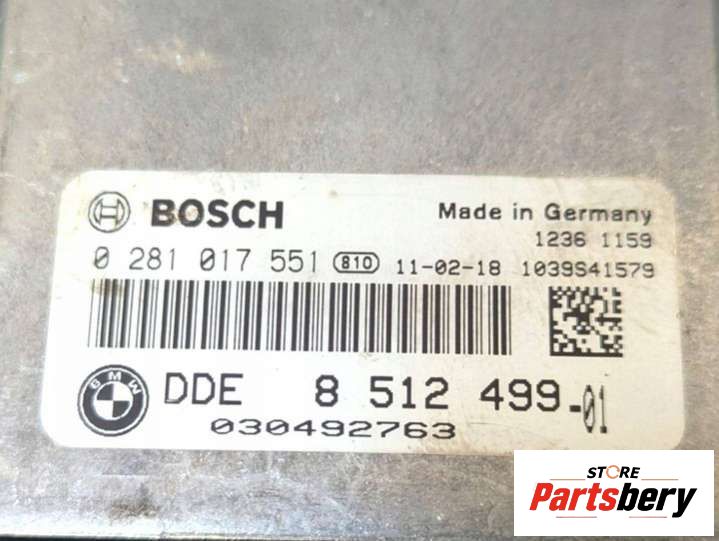 BOSCH
Made in Germany
1236 1159
0 281 017 551 810 11-02-18 1039S41579
BMW
DDE 8 512 499-01
030492763
STORE
Partsbery